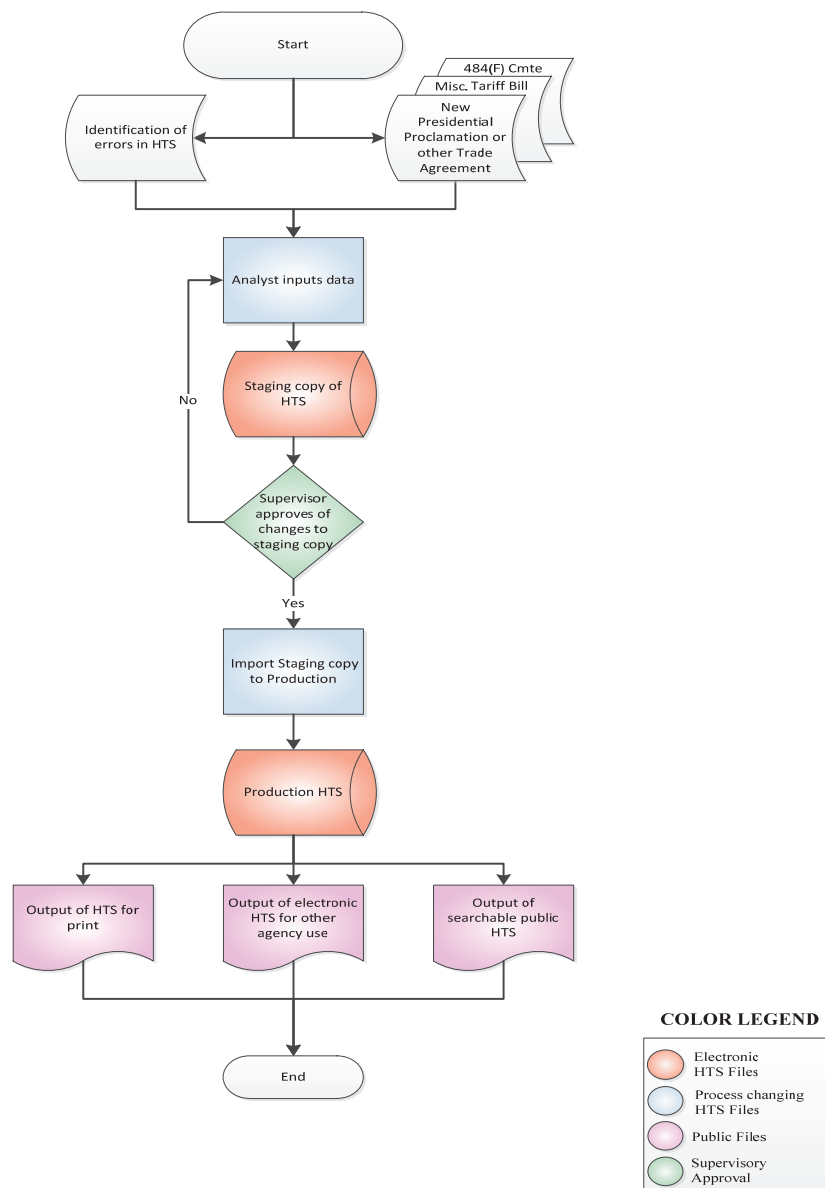 Start
484(F) Cmte
Misc. Tariff Bill
New
Presidential
Proclamation or
other Trade
Agreement
Identification of
errors in HTS
Analyst inputs data
Staging copy of
HTS
No
Supervisor
approves of
changes to
staging copy
Yes
Import Staging copy
to Production
Production HTS
Output of HTS for
print
Output of electronic
HTS for other
agency use
Output of
searchable public
HTS
End
COLOR LEGEND
Electronic
HTS Files
Process changing
HTS Files
Public Files
Supervisory
Approval